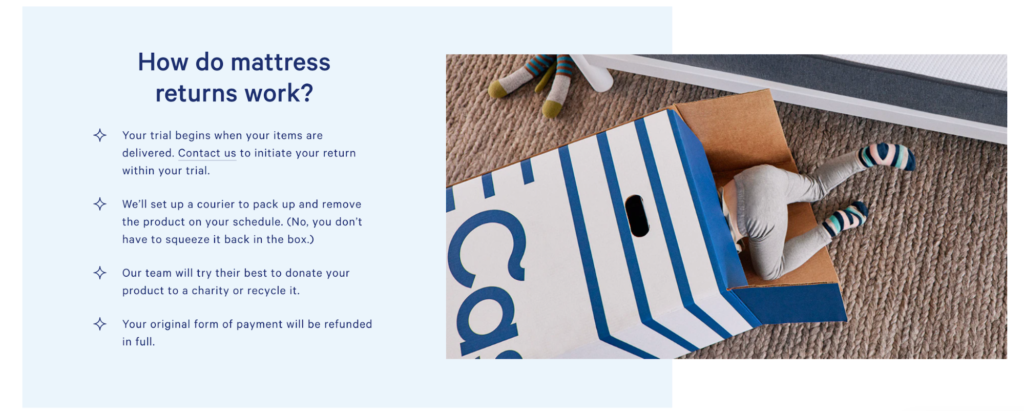 How do mattress
returns work?
Your trial begins when your items are
delivered. Contact us to initiate your return
within your trial.
We’ll set up a courier to pack up and remove
the product on your schedule. (No, you don’t
have to squeeze it back in the box.)
Our team will try their best to donate your
product to a charity or recycle it.
Your original form of payment will be refunded
in full.
Cas